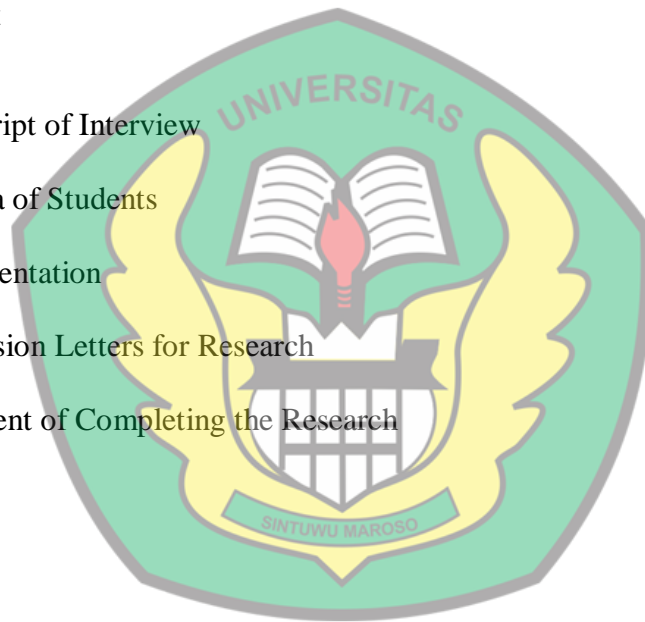 UNIVERSITAS
ript of Interview
a of Students
entation
sion Letters for Research
ent of Completing the Research
SINTUWU MAROSO